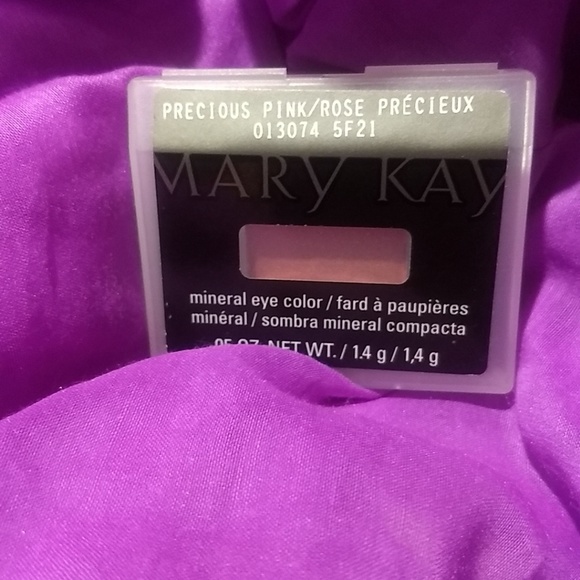 PRECIOUS PINK/ROSE PRÉCIEUX
013074 5F21
MARY KAY
mineral eye color / fard à paupières
minéral / sombra mineral compacta
.05 OZ. NET WT. / 1.4 g / 1,4 g